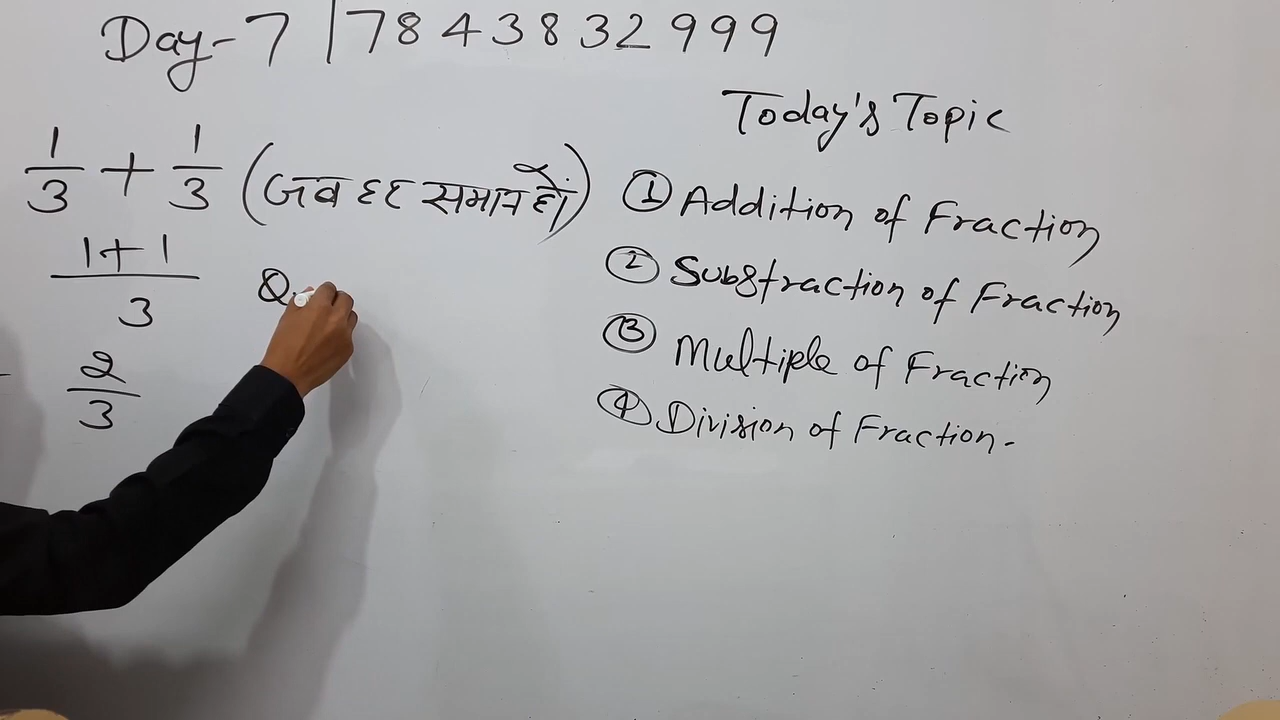 Day-7 | 7843832999
Today's Topic
1/3 + 1/3 (जब हर समान हो)
1+1/3
2/3
Q.
① Addition of Fraction
② Substraction of Fraction
③ Multiple of Fraction
④ Division of Fraction-